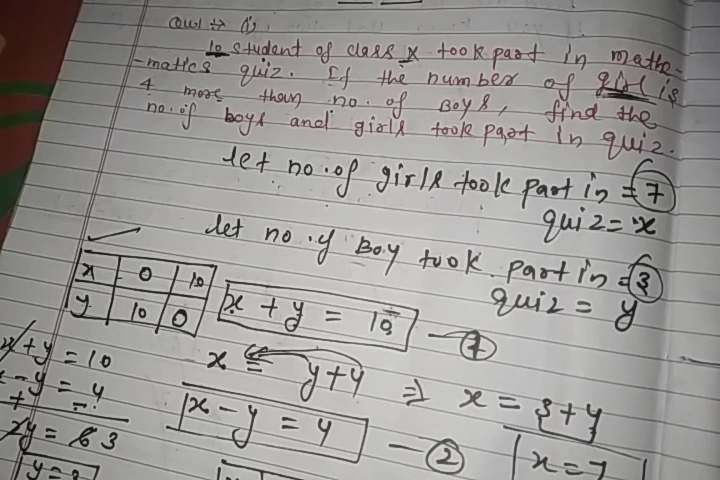 Qu1 → (i)
10 student of class X took part in mathe-
-matics quiz. If the number of girl is
4 more than no. of Boys, find the
no. of boys and girls took part in quiz.
let no. of girls took part in = 7
quiz = x
let no. of Boy took part in = 3
quiz = y
x 0 10
y 10 0
x + y = 10 — 1
x + y = 10
x = y + 4 ⇒ x = 3 + 4
x - y = 4
x - y = 4 — 2
x = 7
2y = 6 3